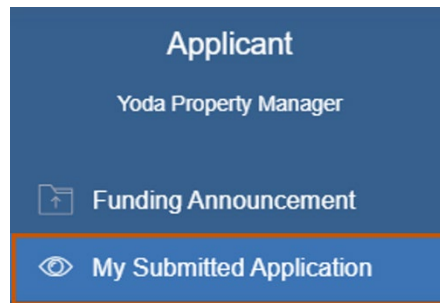 Applicant
Yoda Property Manager
Funding Announcement
My Submitted Application